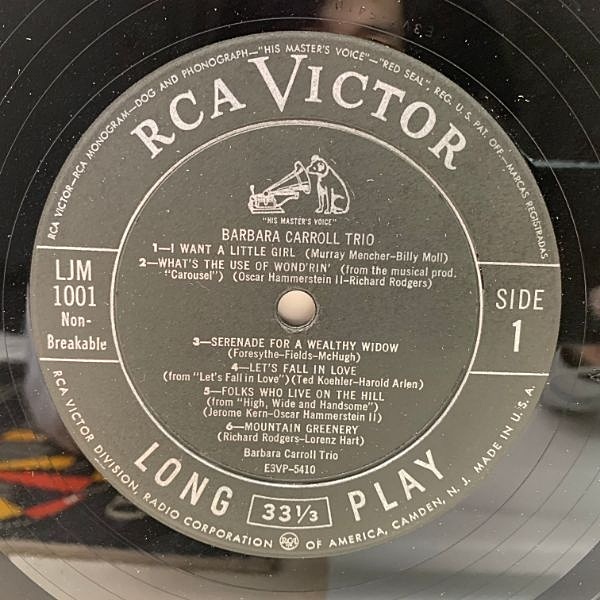 RCA VICTOR—RCA MONOGRAM—DOG AND PHONOGRAPH—"HIS MASTER'S VOICE"—"RED SEAL", REG. U.S. PAT. OFF.—MARCAS REGISTRADAS
RCA VICTOR
"HIS MASTER'S VOICE"
BARBARA CARROLL TRIO
1—I WANT A LITTLE GIRL (Murray Mencher-Billy Moll)
2—WHAT'S THE USE OF WOND'RIN' (from the musical prod.
"Carousel") (Oscar Hammerstein II-Richard Rodgers)
LJM
1001
Non-
Breakable
SIDE
1
3—SERENADE FOR A WEALTHY WIDOW
(Foresythe-Fields-McHugh)
4—LET'S FALL IN LOVE
(from "Let's Fall in Love") (Ted Koehler-Harold Arlen)
5—FOLKS WHO LIVE ON THE HILL
(from "High, Wide and Handsome")
(Jerome Kern-Oscar Hammerstein II)
6—MOUNTAIN GREENERY
(Richard Rodgers-Lorenz Hart)
Barbara Carroll Trio
E3VP-5410
LONG 33⅓ PLAY
RCA VICTOR DIVISION, RADIO CORPORATION RCA OF AMERICA, CAMDEN, N. J. MADE IN U.S.A.